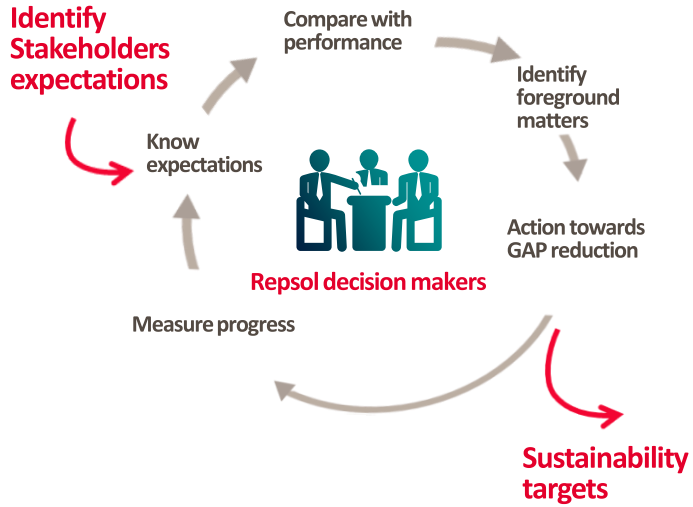 Identify
Stakeholders
expectations
Compare with
performance
Identify
foreground
matters
Know
expectations
Action towards
GAP reduction
Repsol decision makers
Measure progress
Sustainability
targets